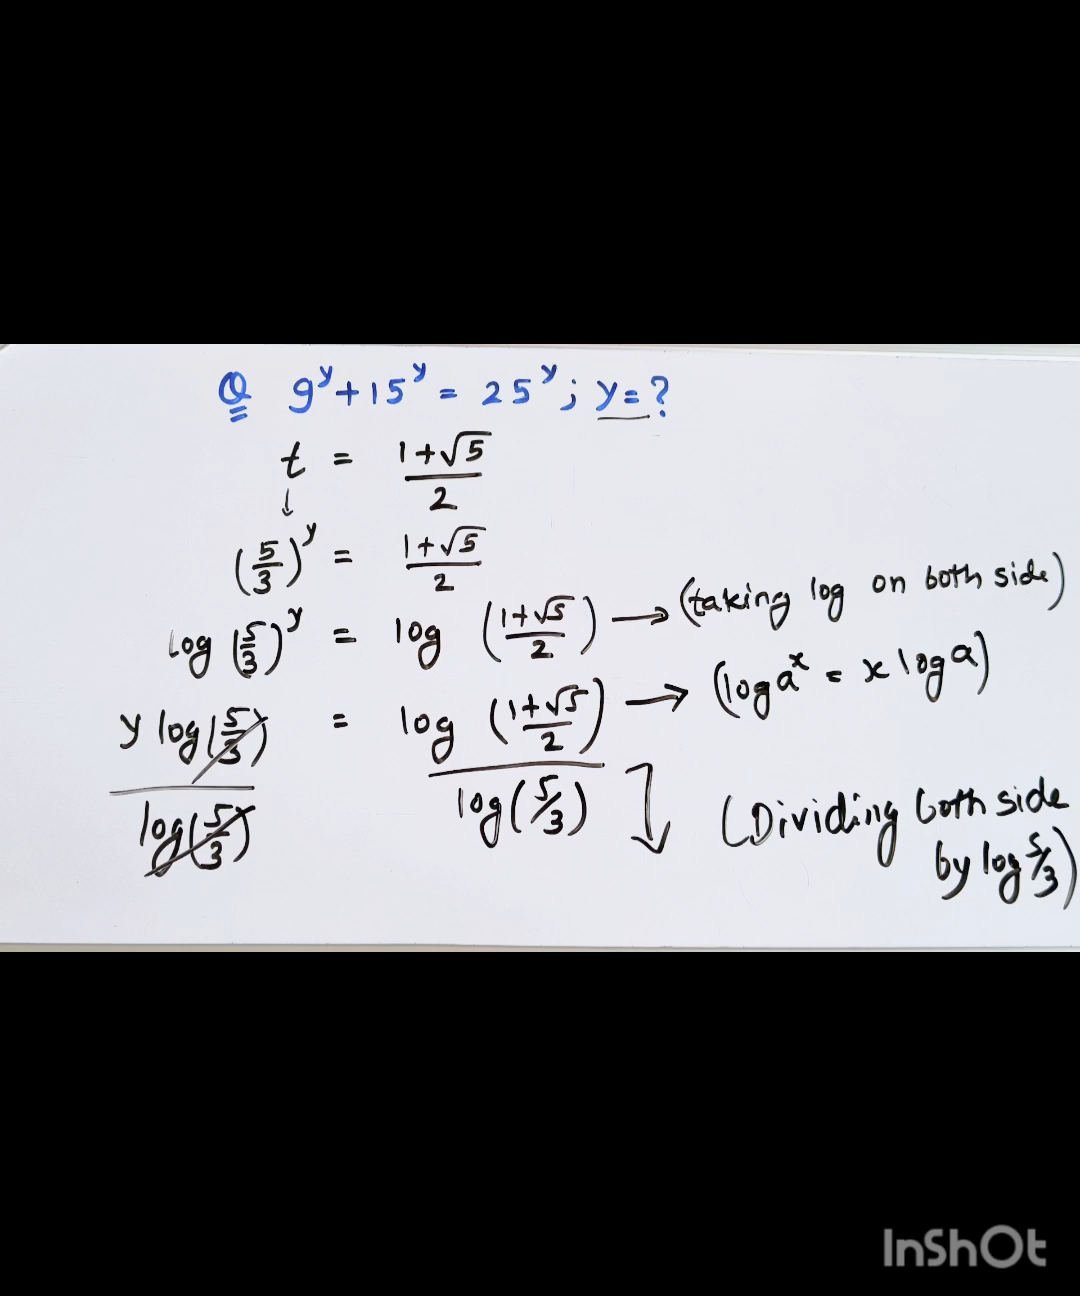 Q 9^y + 15^y = 25^y ; y = ?
t = (1+√5)/2
↓
(5/3)^y = (1+√5)/2
Log (5/3)^y = log ((1+√5)/2) → (taking log on both side)
y log(5/3) = log ((1+√5)/2) → (log a^x = x log a)
log(5/3) log(5/3) ↓ (Dividing both side
by log 5/3)
InShOt